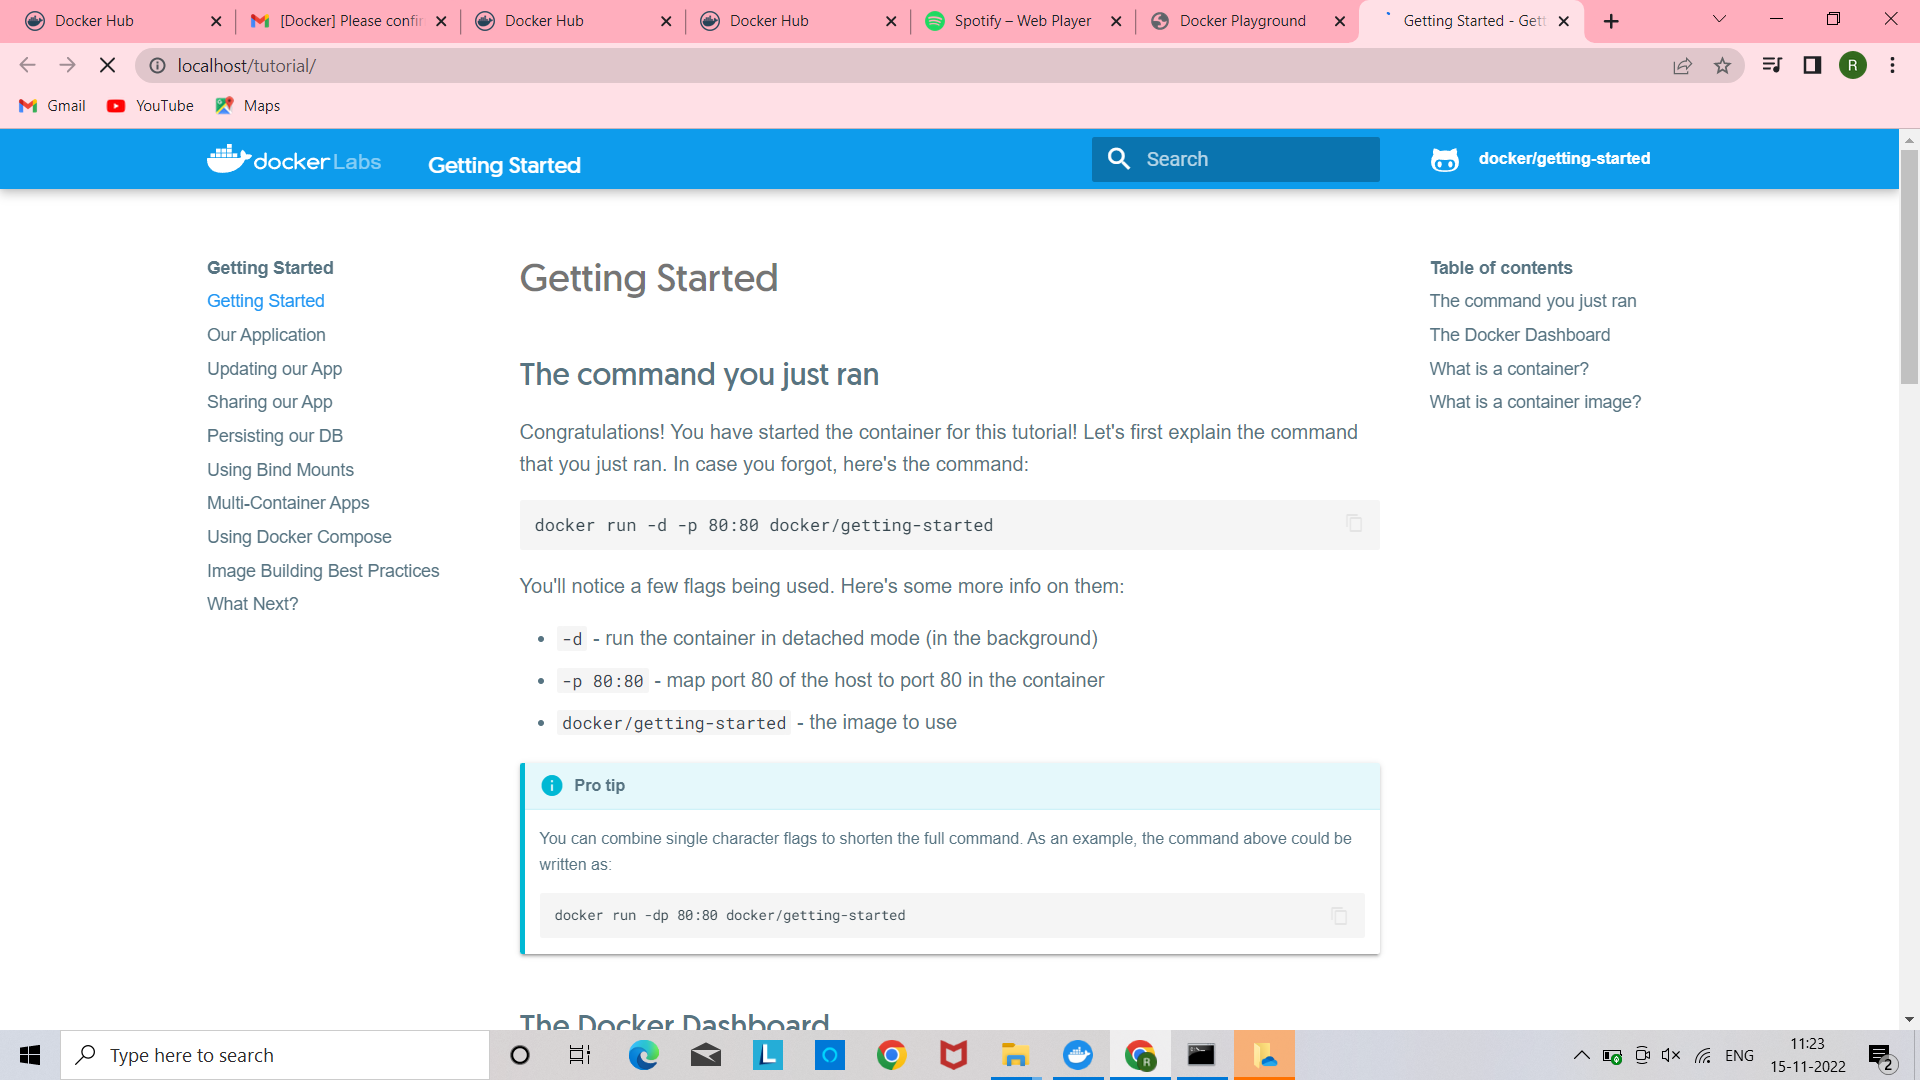 Docker Hub
[Docker] Please confir
Docker Hub
Docker Hub
Spotify – Web Player
Docker Playground
Getting Started - Gett
localhost/tutorial/
R
Gmail
YouTube
Maps
docker Labs
Getting Started
Search
docker/getting-started
Getting Started
Getting Started
Our Application
Updating our App
Sharing our App
Persisting our DB
Using Bind Mounts
Multi-Container Apps
Using Docker Compose
Image Building Best Practices
What Next?
Getting Started
The command you just ran
Congratulations! You have started the container for this tutorial! Let's first explain the command
that you just ran. In case you forgot, here's the command:
docker run -d -p 80:80 docker/getting-started
You'll notice a few flags being used. Here's some more info on them:
-d - run the container in detached mode (in the background)
-p 80:80 - map port 80 of the host to port 80 in the container
docker/getting-started - the image to use
Pro tip
You can combine single character flags to shorten the full command. As an example, the command above could be
written as:
docker run -dp 80:80 docker/getting-started
The Docker Dashboard
Table of contents
The command you just ran
The Docker Dashboard
What is a container?
What is a container image?
Type here to search
L
R
ENG
11:23
15-11-2022
2